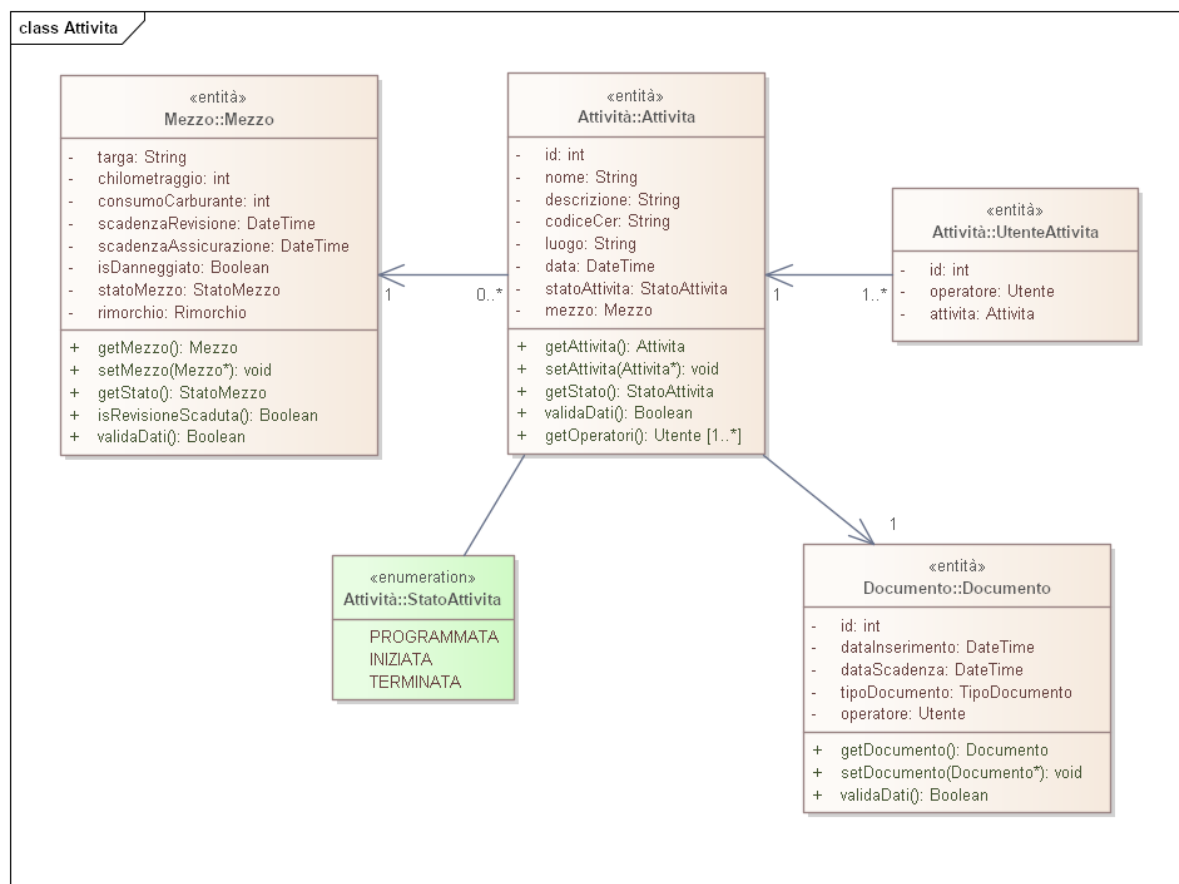 class Attivita
«entità»
Mezzo::Mezzo
- targa: String
- chilometraggio: int
- consumoCarburante: int
- scadenzaRevisione: DateTime
- scadenzaAssicurazione: DateTime
- isDanneggiato: Boolean
- statoMezzo: StatoMezzo
- rimorchio: Rimorchio
+ getMezzo(): Mezzo
+ setMezzo(Mezzo*): void
+ getStato(): StatoMezzo
+ isRevisioneScaduta(): Boolean
+ validaDati(): Boolean
1
0..*
«entità»
Attività::Attivita
- id: int
- nome: String
- descrizione: String
- codiceCer: String
- luogo: String
- data: DateTime
- statoAttivita: StatoAttivita
- mezzo: Mezzo
+ getAttivita(): Attivita
+ setAttivita(Attivita*): void
+ getStato(): StatoAttivita
+ validaDati(): Boolean
+ getOperatori(): Utente [1..*]
1
1..*
«entità»
Attività::UtenteAttivita
- id: int
- operatore: Utente
- attivita: Attivita
«enumeration»
Attività::StatoAttivita
PROGRAMMATA
INIZIATA
TERMINATA
1
«entità»
Documento::Documento
- id: int
- dataInserimento: DateTime
- dataScadenza: DateTime
- tipoDocumento: TipoDocumento
- operatore: Utente
+ getDocumento(): Documento
+ setDocumento(Documento*): void
+ validaDati(): Boolean